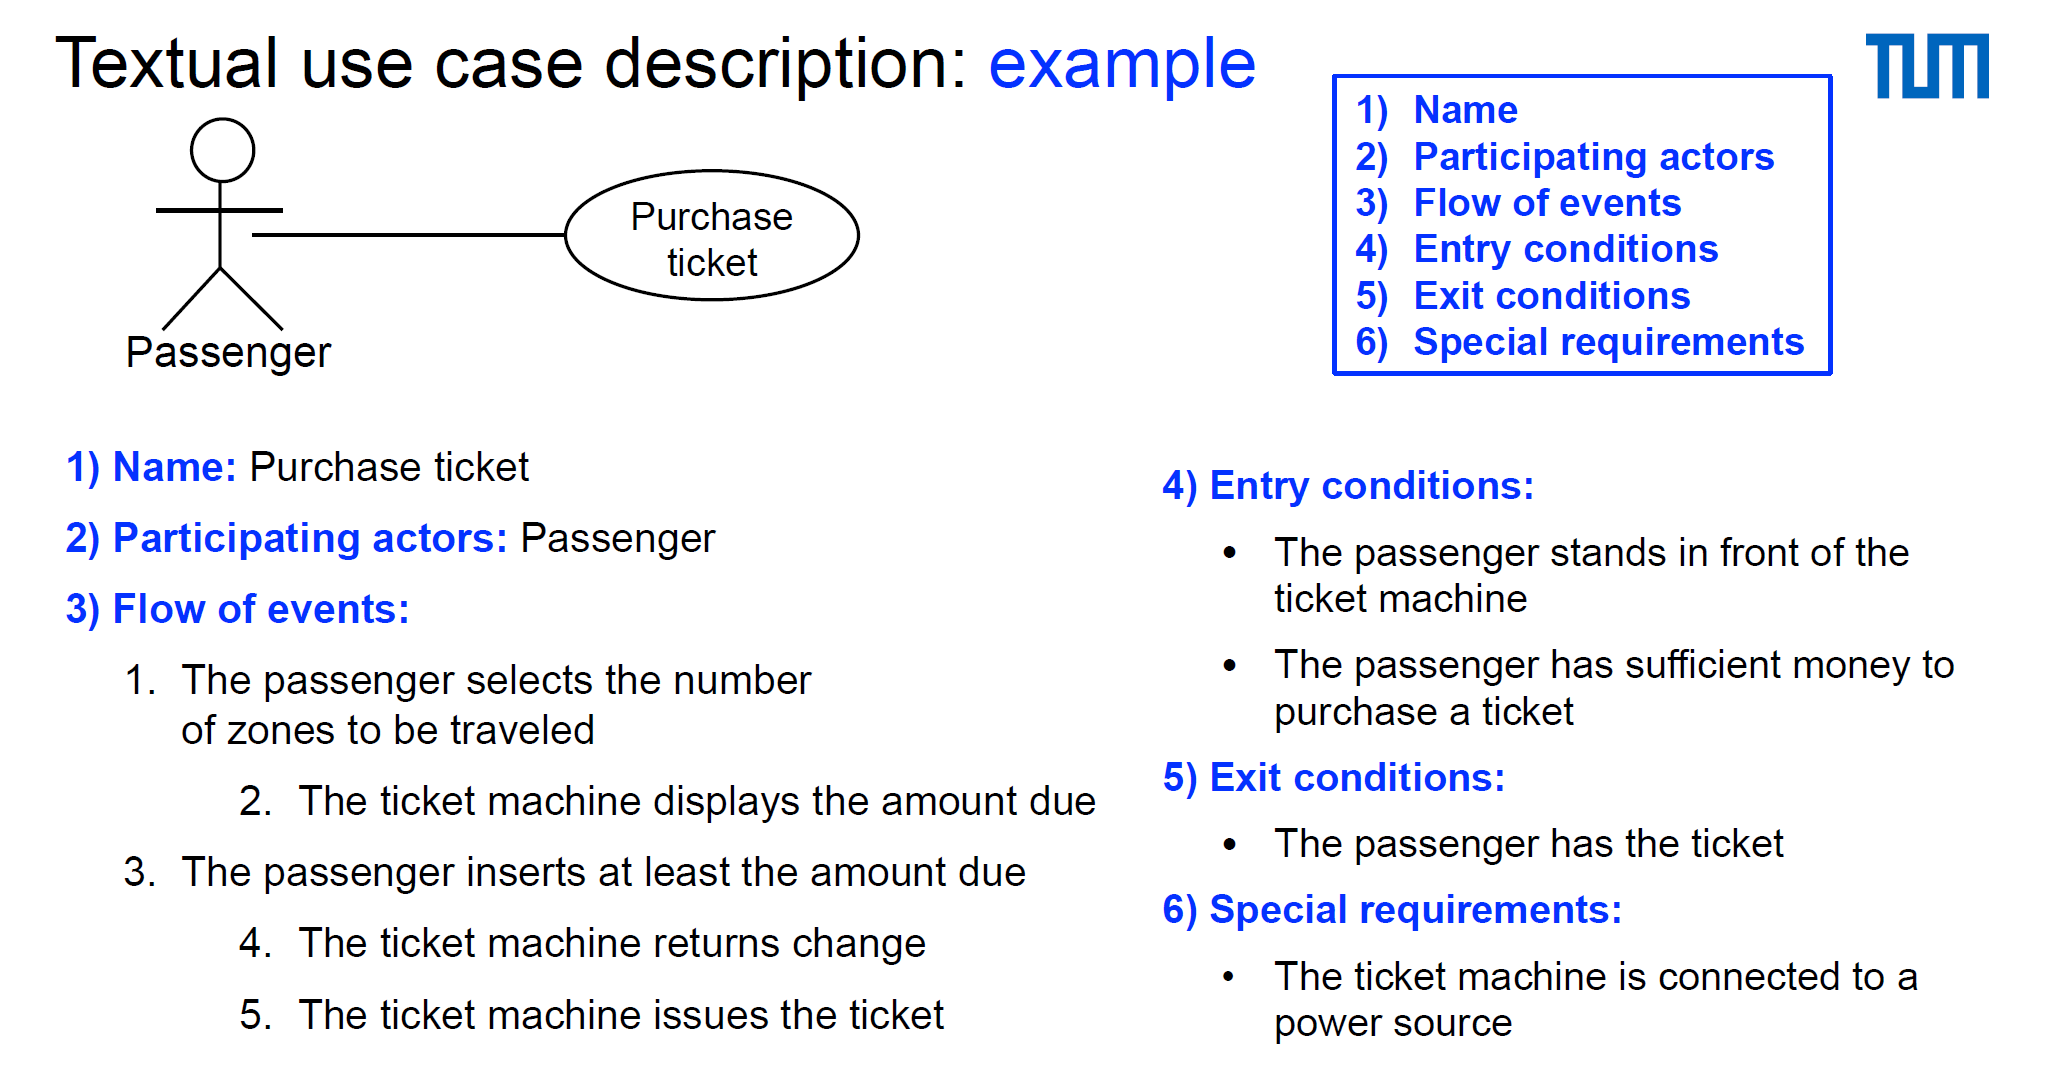 Textual use case description: example
TUM
1) Name
2) Participating actors
3) Flow of events
4) Entry conditions
5) Exit conditions
6) Special requirements
Purchase
ticket
Passenger
1) Name: Purchase ticket
2) Participating actors: Passenger
3) Flow of events:
1. The passenger selects the number
of zones to be traveled
2. The ticket machine displays the amount due
3. The passenger inserts at least the amount due
4. The ticket machine returns change
5. The ticket machine issues the ticket
4) Entry conditions:
• The passenger stands in front of the
ticket machine
• The passenger has sufficient money to
purchase a ticket
5) Exit conditions:
• The passenger has the ticket
6) Special requirements:
• The ticket machine is connected to a
power source